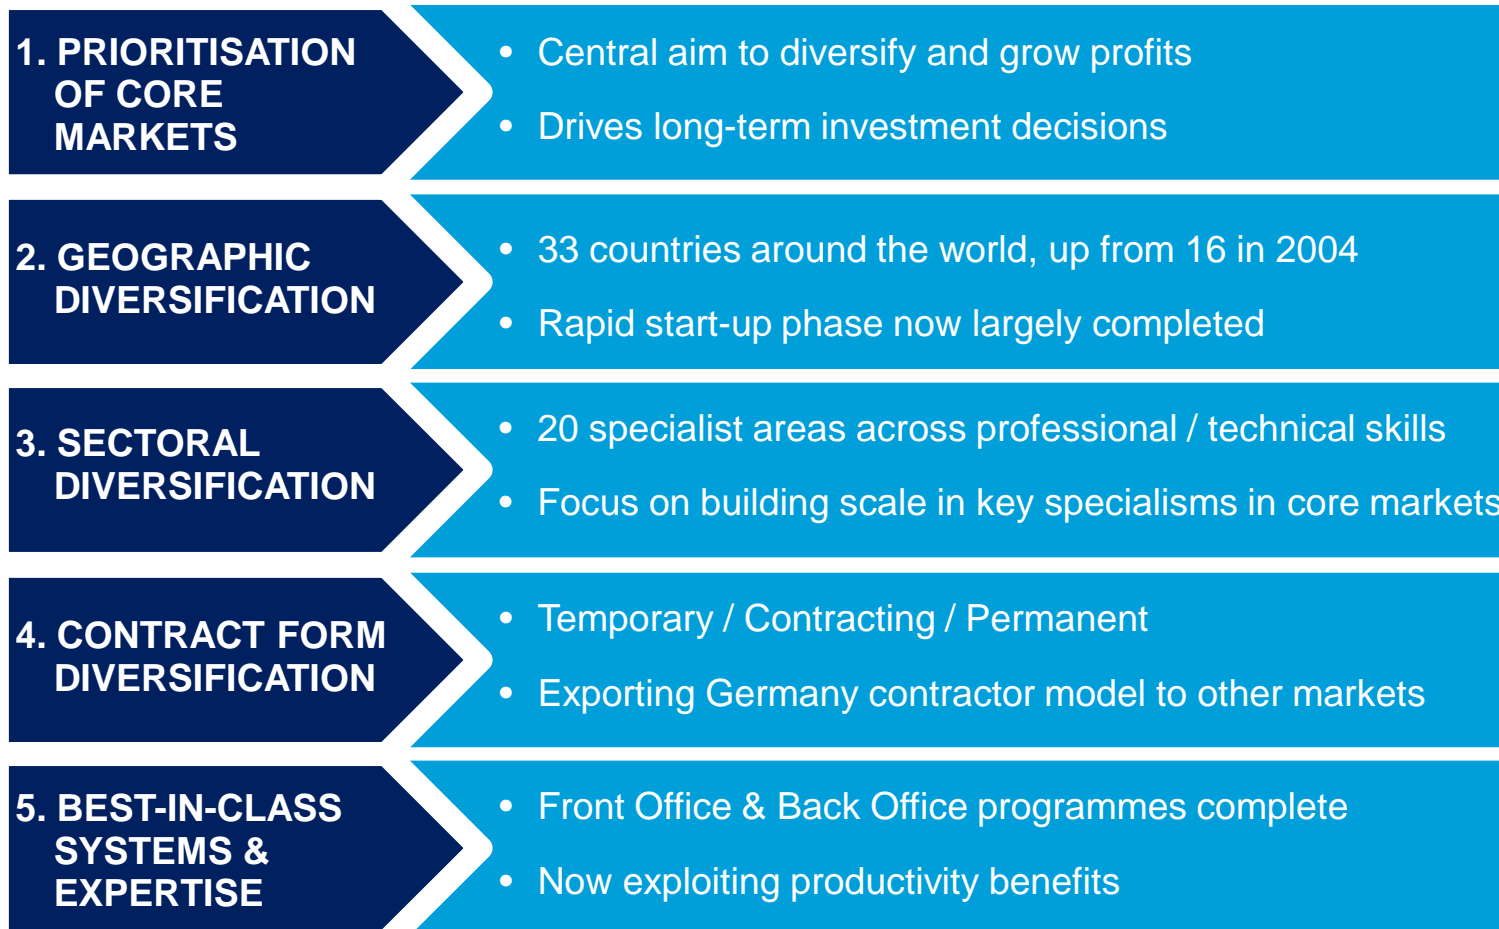 1. PRIORITISATION
OF CORE
MARKETS
• Central aim to diversify and grow profits
• Drives long-term investment decisions
2. GEOGRAPHIC
DIVERSIFICATION
• 33 countries around the world, up from 16 in 2004
• Rapid start-up phase now largely completed
3. SECTORAL
DIVERSIFICATION
• 20 specialist areas across professional / technical skills
• Focus on building scale in key specialisms in core markets
4. CONTRACT FORM
DIVERSIFICATION
• Temporary / Contracting / Permanent
• Exporting Germany contractor model to other markets
5. BEST-IN-CLASS
SYSTEMS &
EXPERTISE
• Front Office & Back Office programmes complete
• Now exploiting productivity benefits